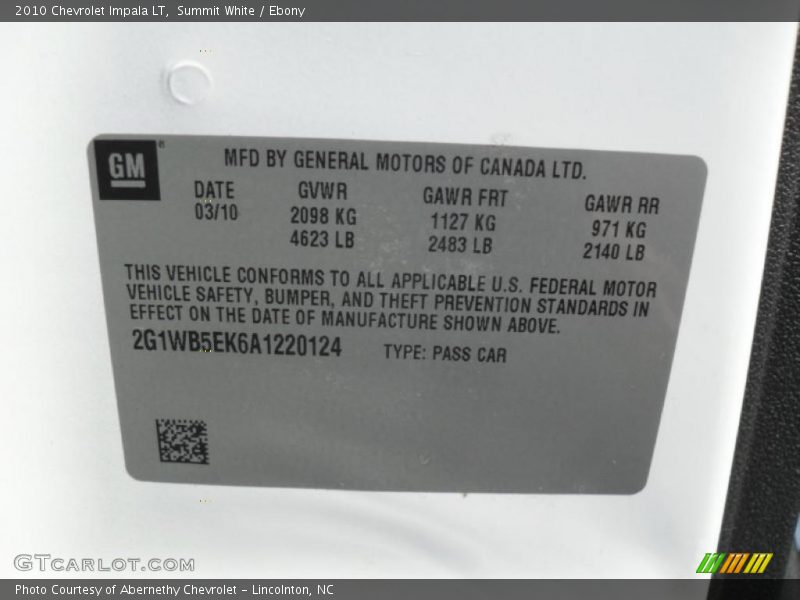 2010 Chevrolet Impala LT, Summit White / Ebony
GM
MFD BY GENERAL MOTORS OF CANADA LTD.
DATE GVWR GAWR FRT GAWR RR
03/10 2098 KG 1127 KG 971 KG
4623 LB 2483 LB 2140 LB
THIS VEHICLE CONFORMS TO ALL APPLICABLE U.S. FEDERAL MOTOR
VEHICLE SAFETY, BUMPER, AND THEFT PREVENTION STANDARDS IN
EFFECT ON THE DATE OF MANUFACTURE SHOWN ABOVE.
2G1WB5EK6A1220124 TYPE: PASS CAR
GTCARLOT.COM
Photo Courtesy of Abernethy Chevrolet – Lincolnton, NC